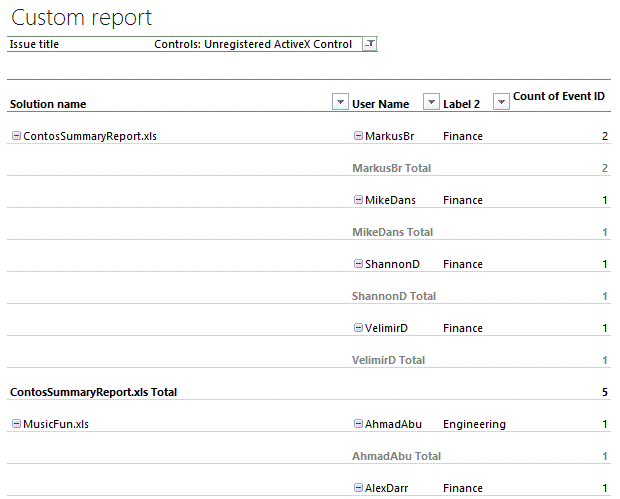 Custom report
Issue title Controls: Unregistered ActiveX Control
Solution name User Name Label 2 Count of Event ID
ContosSummaryReport.xls MarkusBr Finance 2
MarkusBr Total 2
MikeDans Finance 1
MikeDans Total 1
ShannonD Finance 1
ShannonD Total 1
VelimirD Finance 1
VelimirD Total 1
ContosSummaryReport.xls Total 5
MusicFun.xls AhmadAbu Engineering 1
AhmadAbu Total 1
AlexDarr Finance 1